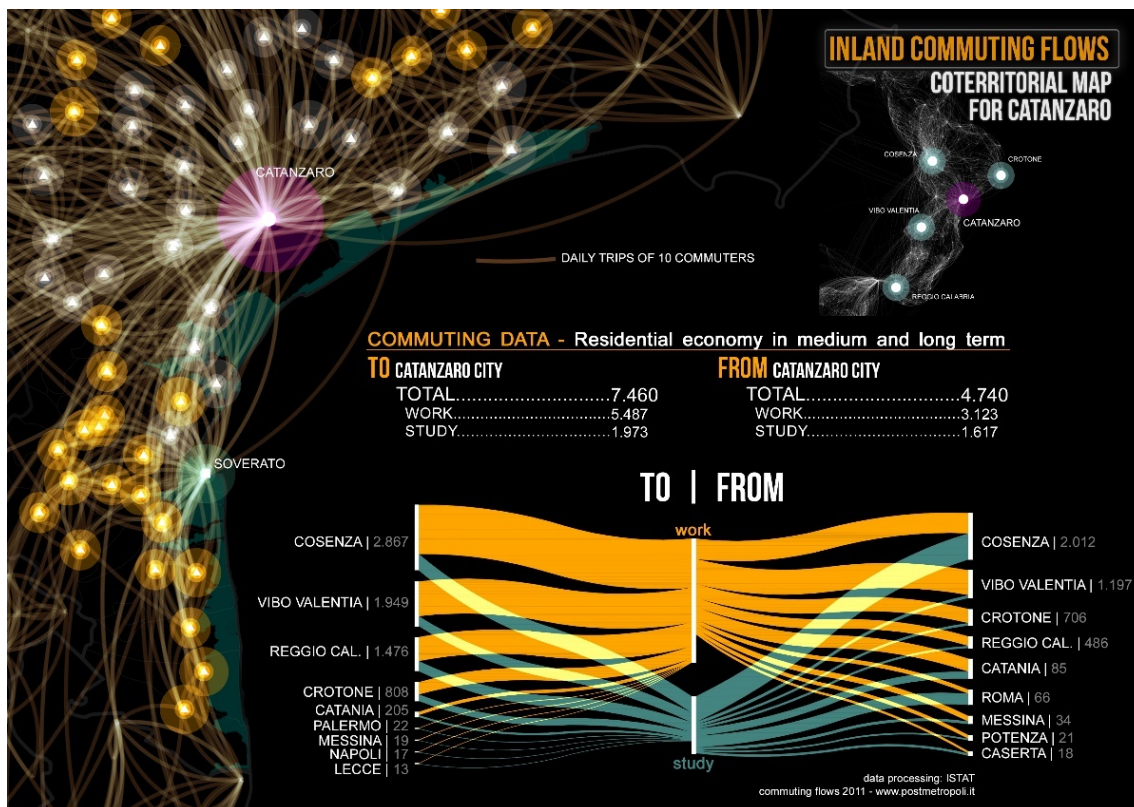 INLAND COMMUTING FLOWS
COTERRITORIAL MAP
FOR CATANZARO
COSENZA
CROTONE
VIBO VALENTIA
CATANZARO
REGGIO CALABRIA
CATANZARO
DAILY TRIPS OF 10 COMMUTERS
SOVERATO
COMMUTING DATA - Residential economy in medium and long term
TO CATANZARO CITY
TOTAL..............................7.460
WORK..............................5.487
STUDY..............................1.973
FROM CATANZARO CITY
TOTAL..............................4.740
WORK..............................3.123
STUDY..............................1.617
TO | FROM
work
study
COSENZA | 2.867
VIBO VALENTIA | 1.949
REGGIO CAL. | 1.476
CROTONE | 808
CATANIA | 205
PALERMO | 22
MESSINA | 19
NAPOLI | 17
LECCE | 13
COSENZA | 2.012
VIBO VALENTIA | 1.197
CROTONE | 706
REGGIO CAL. | 486
CATANIA | 85
ROMA | 66
MESSINA | 34
POTENZA | 21
CASERTA | 18
data processing: ISTAT
commuting flows 2011 - www.postmetropoli.it